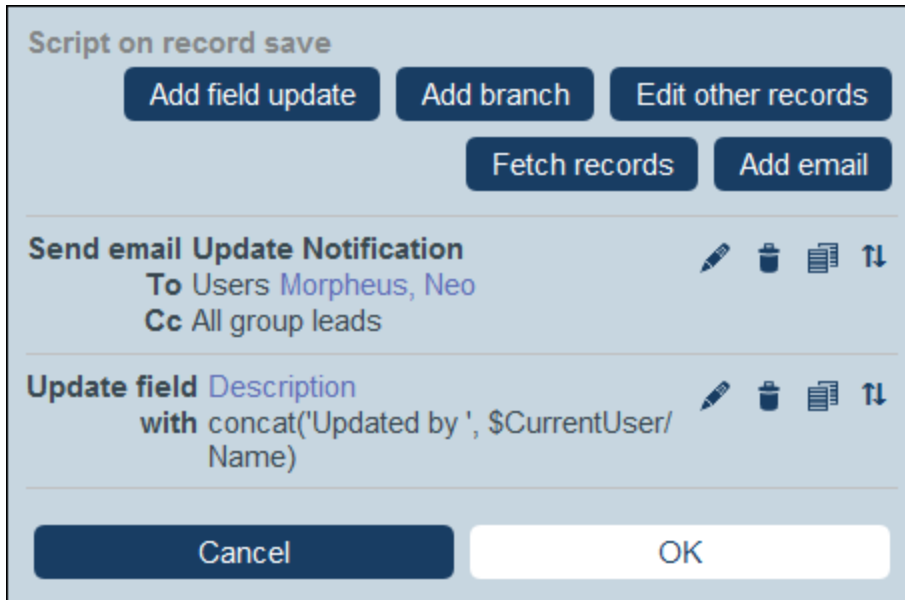 Script on record save
Add field update Add branch Edit other records
Fetch records Add email
Send email Update Notification
To Users Morpheus, Neo
Cc All group leads
Update field Description
with concat('Updated by ', $CurrentUser/
Name)
Cancel OK